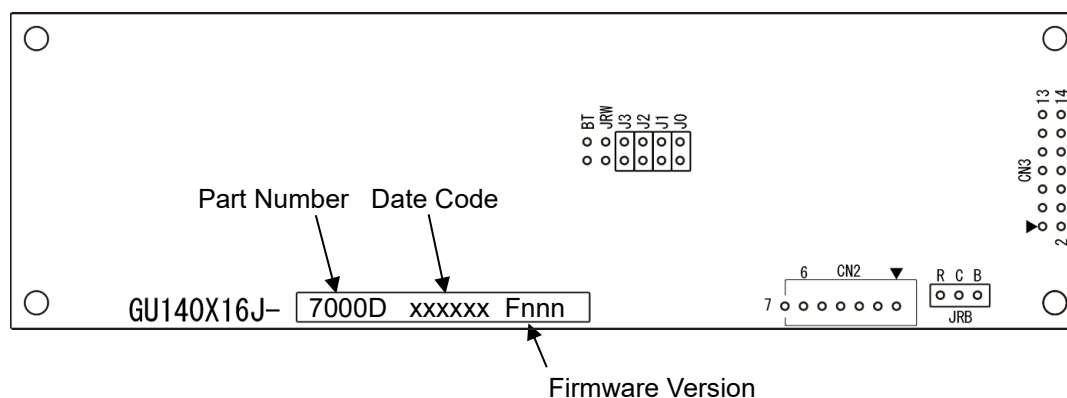 BT JRW J3 J2 J1 J0
13 14
CN3
2
Part Number Date Code
6 CN2
7
R C B
JRB
GU140X16J- 7000D xxxxxx Fnnn
Firmware Version